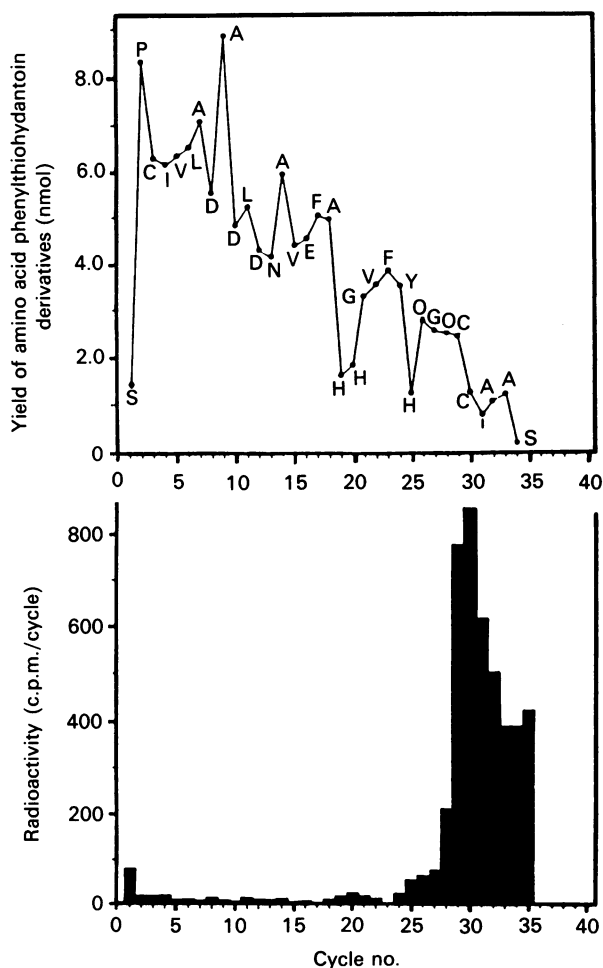 Yield of amino acid phenylthiohydantoin
derivatives (nmol)
8.0
6.0
4.0
2.0
0
S
P
C
I
V
L
A
D
A
D
L
D
N
A
V
E
F
A
H
H
G
V
F
Y
H
O
G
O
C
C
I
A
A
S
0 5 10 15 20 25 30 35 40
Radioactivity (c.p.m./cycle)
800
600
400
200
0
0 5 10 15 20 25 30 35 40
Cycle no.